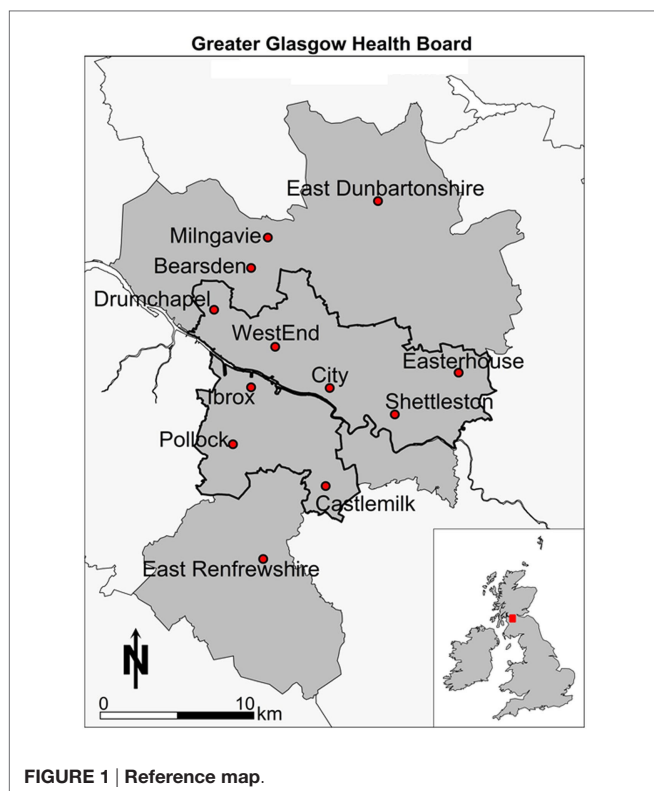 Greater Glasgow Health Board
East Dunbartonshire
Milngavie
Bearsden
Drumchapel
WestEnd
Easterhouse
City
Ibrox
Shettleston
Pollock
Castlemilk
East Renfrewshire
N
0 10 km
FIGURE 1 | Reference map.